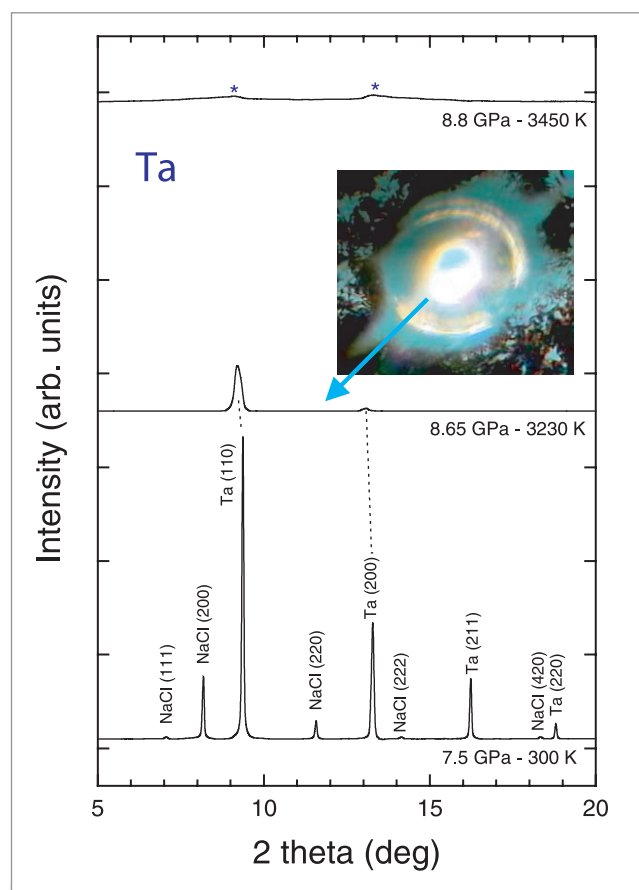 * *
8.8 GPa - 3450 K
Ta
8.65 GPa - 3230 K
Ta (110)
Ta (200)
NaCl (111)
NaCl (200)
NaCl (220)
NaCl (222)
Ta (211)
NaCl (420)
Ta (220)
7.5 GPa - 300 K
5 10 15 20
2 theta (deg)
Intensity (arb. units)